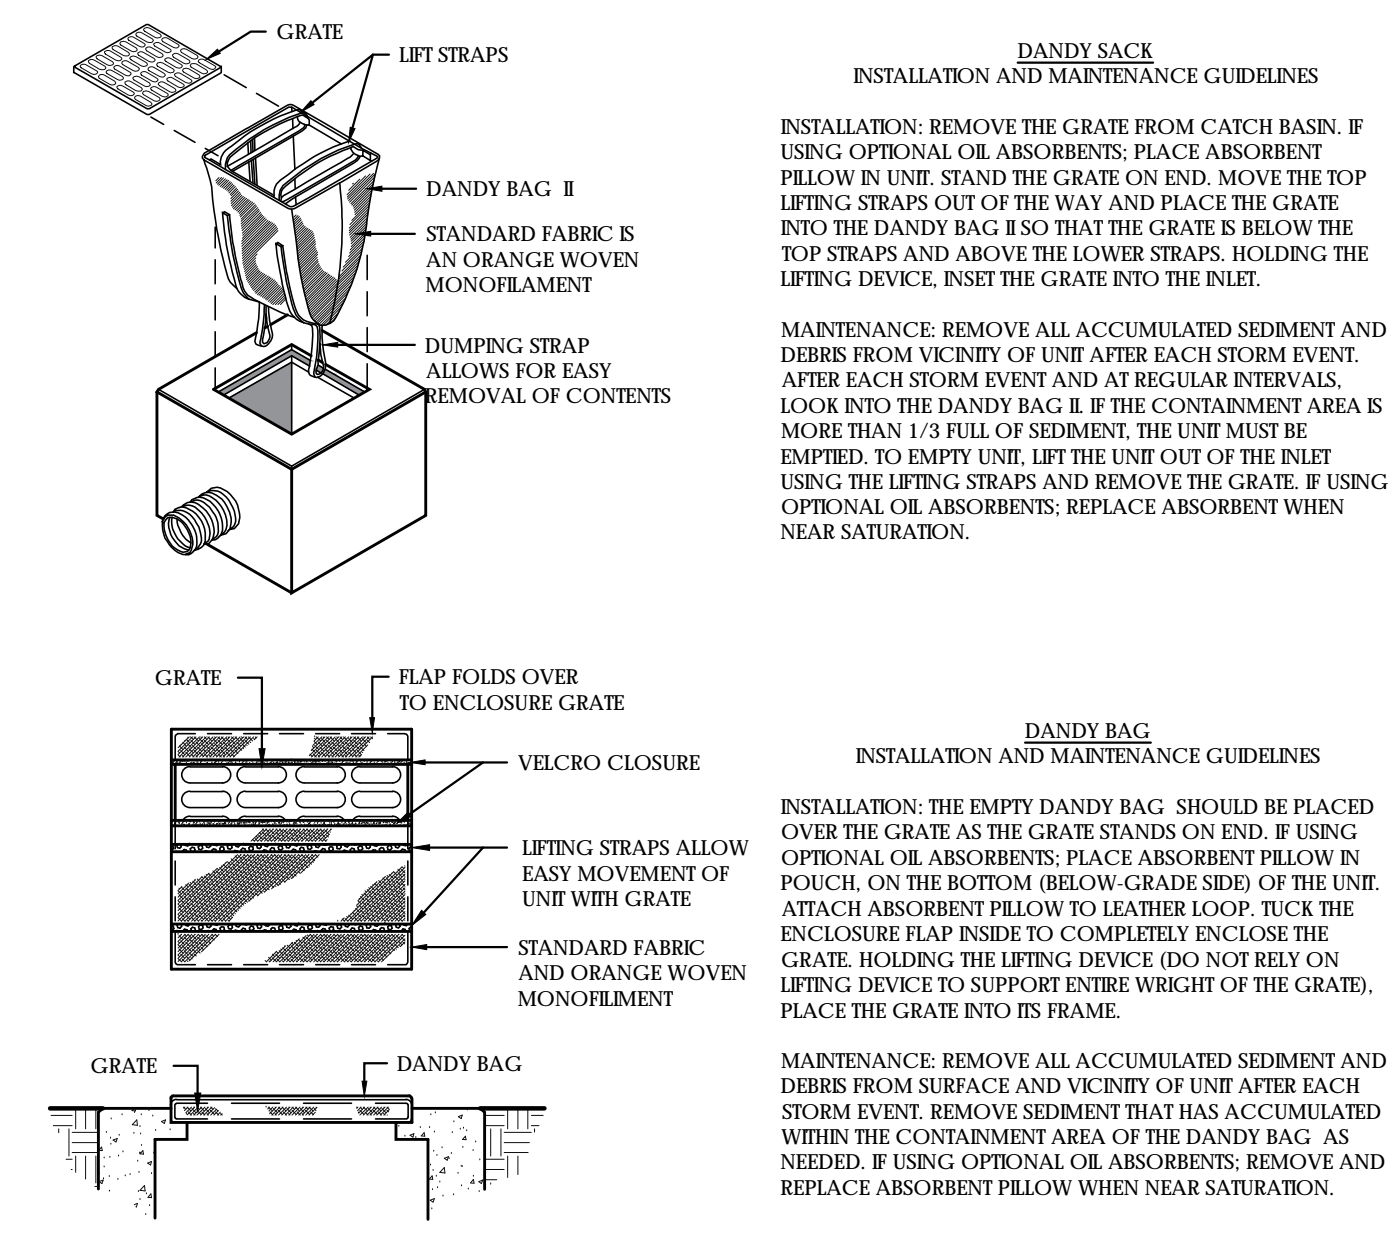 GRATE
LIFT STRAPS
DANDY BAG II
STANDARD FABRIC IS
AN ORANGE WOVEN
MONOFILAMENT
DUMPING STRAP
ALLOWS FOR EASY
REMOVAL OF CONTENTS
DANDY SACK
INSTALLATION AND MAINTENANCE GUIDELINES
INSTALLATION: REMOVE THE GRATE FROM CATCH BASIN. IF
USING OPTIONAL OIL ABSORBENTS; PLACE ABSORBENT
PILLOW IN UNIT. STAND THE GRATE ON END. MOVE THE TOP
LIFTING STRAPS OUT OF THE WAY AND PLACE THE GRATE
INTO THE DANDY BAG II SO THAT THE GRATE IS BELOW THE
TOP STRAPS AND ABOVE THE LOWER STRAPS. HOLDING THE
LIFTING DEVICE, INSET THE GRATE INTO THE INLET.
MAINTENANCE: REMOVE ALL ACCUMULATED SEDIMENT AND
DEBRIS FROM VICINITY OF UNIT AFTER EACH STORM EVENT.
AFTER EACH STORM EVENT AND AT REGULAR INTERVALS,
LOOK INTO THE DANDY BAG II. IF THE CONTAINMENT AREA IS
MORE THAN 1/3 FULL OF SEDIMENT, THE UNIT MUST BE
EMPTIED. TO EMPTY UNIT, LIFT THE UNIT OUT OF THE INLET
USING THE LIFTING STRAPS AND REMOVE THE GRATE. IF USING
OPTIONAL OIL ABSORBENTS; REPLACE ABSORBENT WHEN
NEAR SATURATION.
GRATE
FLAP FOLDS OVER
TO ENCLOSURE GRATE
VELCRO CLOSURE
LIFTING STRAPS ALLOW
EASY MOVEMENT OF
UNIT WITH GRATE
STANDARD FABRIC
AND ORANGE WOVEN
MONOFILIMENT
GRATE
DANDY BAG
DANDY BAG
INSTALLATION AND MAINTENANCE GUIDELINES
INSTALLATION: THE EMPTY DANDY BAG SHOULD BE PLACED
OVER THE GRATE AS THE GRATE STANDS ON END. IF USING
OPTIONAL OIL ABSORBENTS; PLACE ABSORBENT PILLOW IN
POUCH, ON THE BOTTOM (BELOW-GRADE SIDE) OF THE UNIT.
ATTACH ABSORBENT PILLOW TO LEATHER LOOP. TUCK THE
ENCLOSURE FLAP INSIDE TO COMPLETELY ENCLOSE THE
GRATE. HOLDING THE LIFTING DEVICE (DO NOT RELY ON
LIFTING DEVICE TO SUPPORT ENTIRE WRIGHT OF THE GRATE),
PLACE THE GRATE INTO ITS FRAME.
MAINTENANCE: REMOVE ALL ACCUMULATED SEDIMENT AND
DEBRIS FROM SURFACE AND VICINITY OF UNIT AFTER EACH
STORM EVENT. REMOVE SEDIMENT THAT HAS ACCUMULATED
WITHIN THE CONTAINMENT AREA OF THE DANDY BAG AS
NEEDED. IF USING OPTIONAL OIL ABSORBENTS; REMOVE AND
REPLACE ABSORBENT PILLOW WHEN NEAR SATURATION.